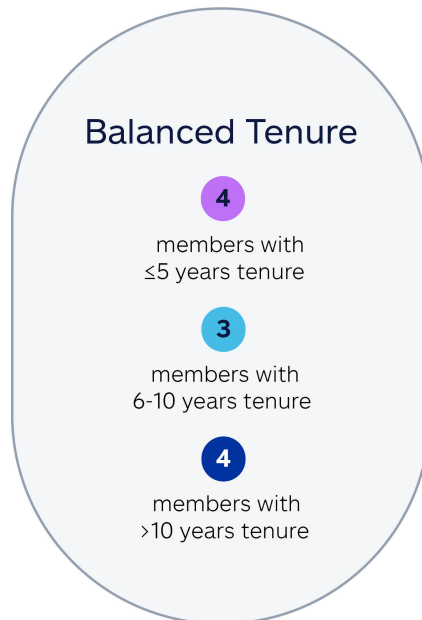 Balanced Tenure
4
members with
≤5 years tenure
3
members with
6-10 years tenure
4
members with
>10 years tenure